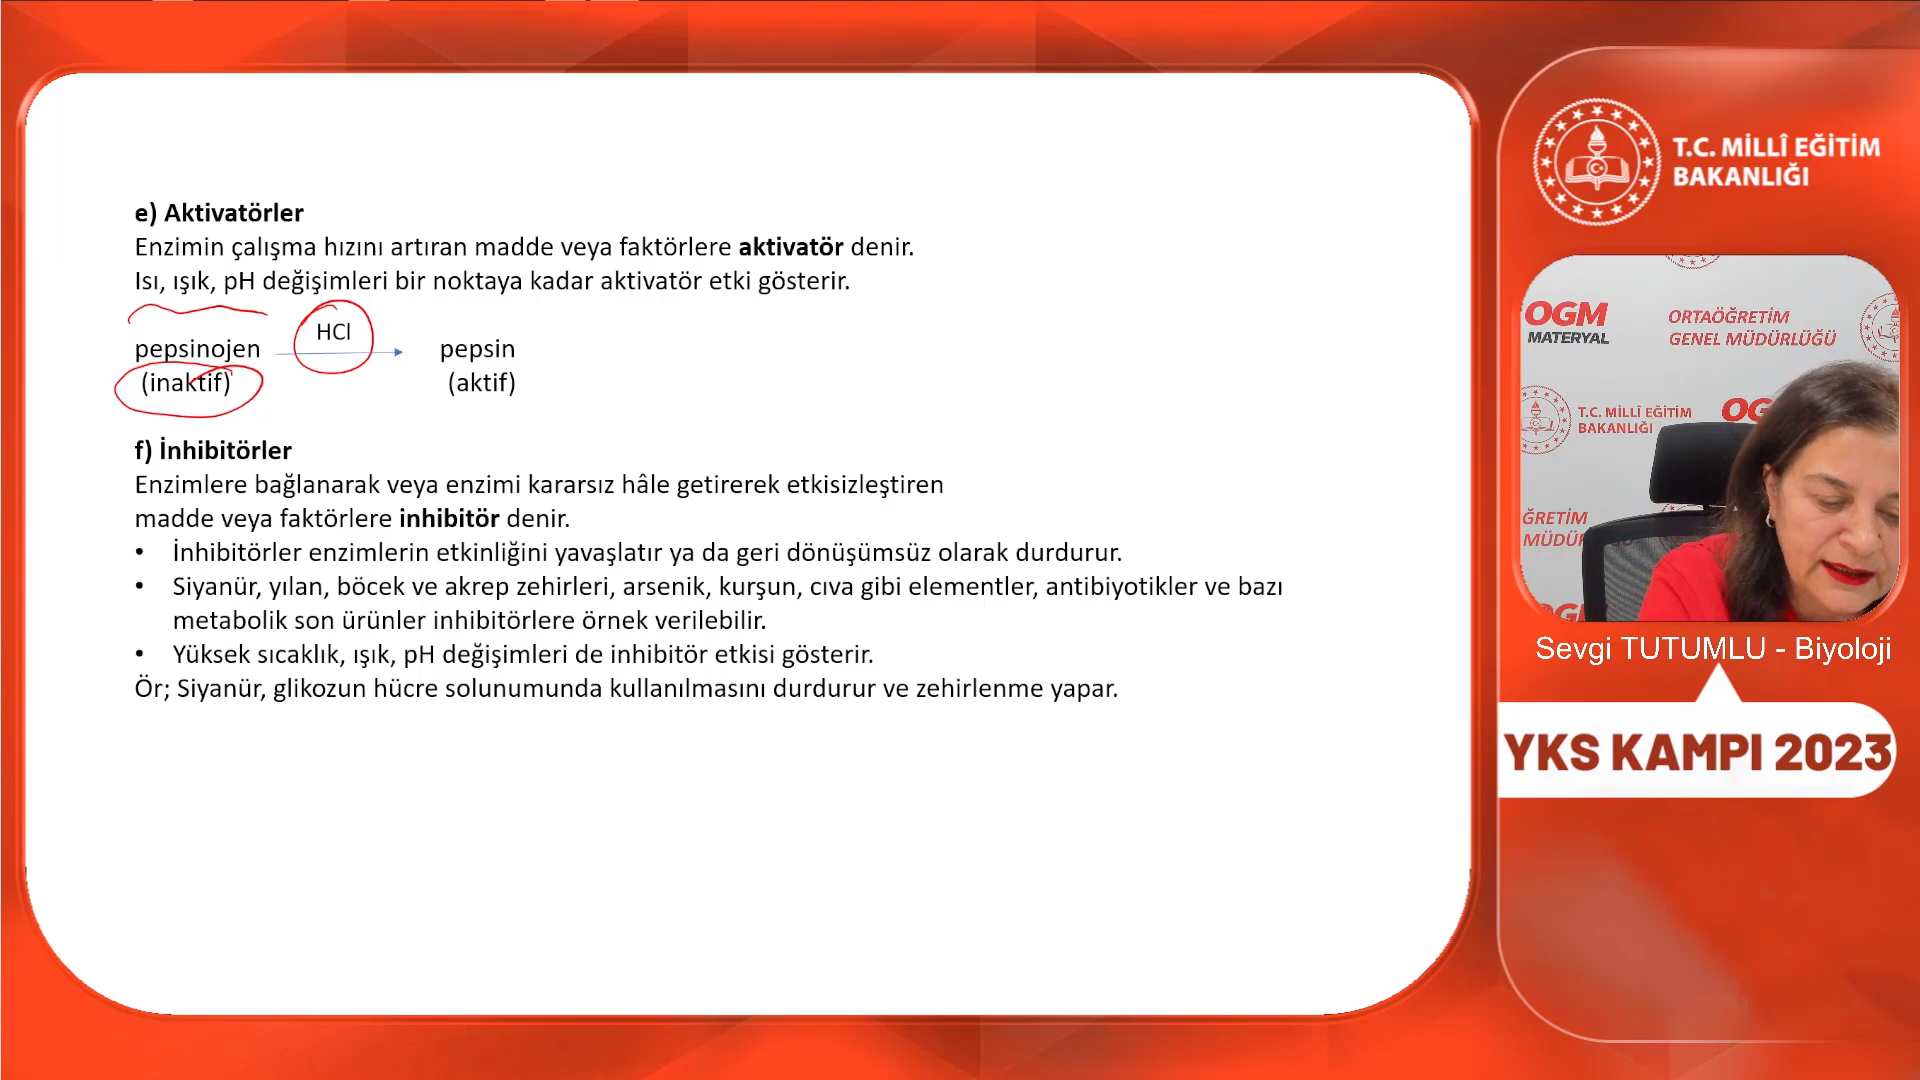 e) Aktivatörler
Enzimin çalışma hızını artıran madde veya faktörlere aktivatör denir.
Isı, ışık, pH değişimleri bir noktaya kadar aktivatör etki gösterir.
HCl
pepsinojen pepsin
(inaktif) (aktif)
f) İnhibitörler
Enzimlere bağlanarak veya enzimi kararsız hâle getirerek etkisizleştiren
madde veya faktörlere inhibitör denir.
• İnhibitörler enzimlerin etkinliğini yavaşlatır ya da geri dönüşümsüz olarak durdurur.
• Siyanür, yılan, böcek ve akrep zehirleri, arsenik, kurşun, cıva gibi elementler, antibiyotikler ve bazı
metabolik son ürünler inhibitörlere örnek verilebilir.
• Yüksek sıcaklık, ışık, pH değişimleri de inhibitör etkisi gösterir.
Ör; Siyanür, glikozun hücre solunumunda kullanılmasını durdurur ve zehirlenme yapar.
T.C. MİLLÎ EĞİTİM
BAKANLIĞI
OGM
MATERYAL
ORTAÖĞRETİM
GENEL MÜDÜRLÜĞÜ
T.C. MİLLÎ EĞİTİM
BAKANLIĞI
OG
ĞRETİM
MÜDÜR
Sevgi TUTUMLU - Biyoloji
YKS KAMPI 2023